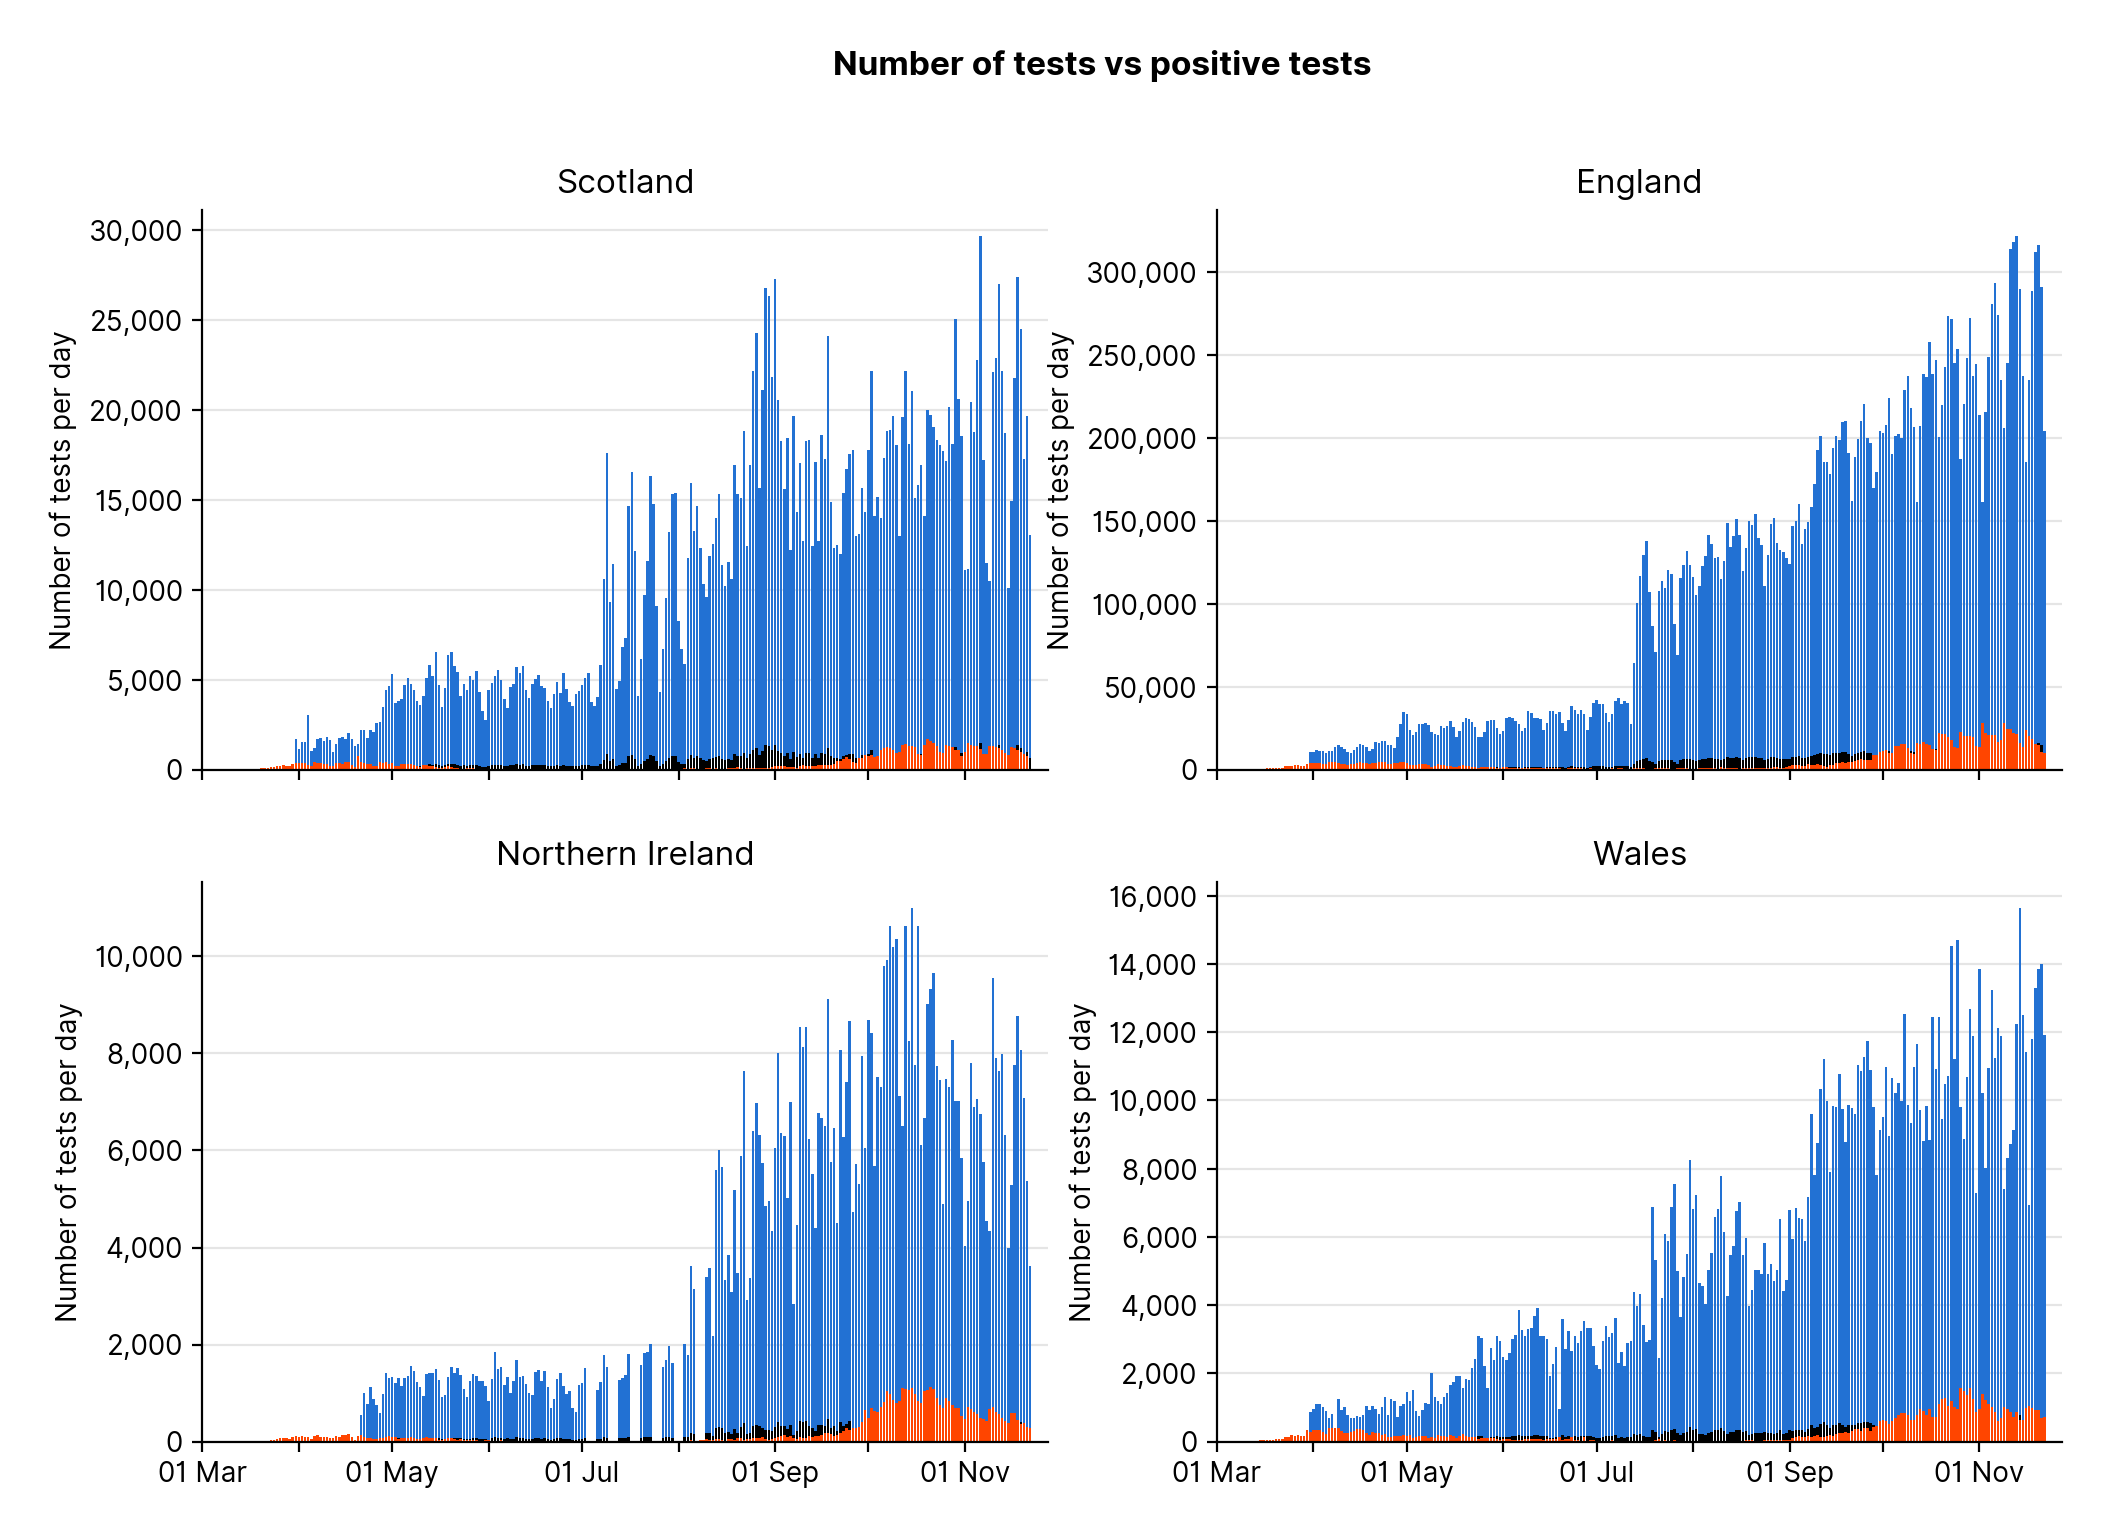 Number of tests vs positive tests
Scotland
Number of tests per day
30,000
25,000
20,000
15,000
10,000
5,000
0
England
Number of tests per day
300,000
250,000
200,000
150,000
100,000
50,000
0
Northern Ireland
Number of tests per day
10,000
8,000
6,000
4,000
2,000
0
01 Mar
01 May
01 Jul
01 Sep
01 Nov
Wales
Number of tests per day
16,000
14,000
12,000
10,000
8,000
6,000
4,000
2,000
0
01 Mar
01 May
01 Jul
01 Sep
01 Nov